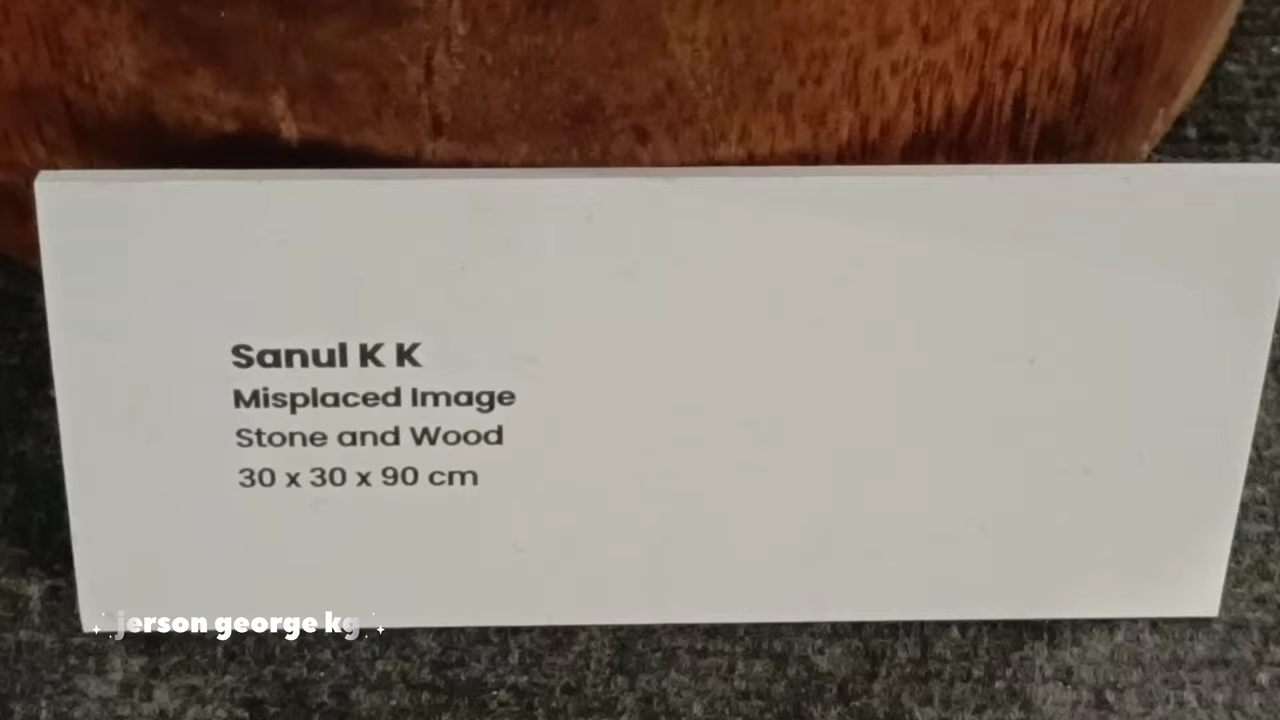 Sanul K K
Misplaced Image
Stone and Wood
30 x 30 x 90 cm
jerson george kg